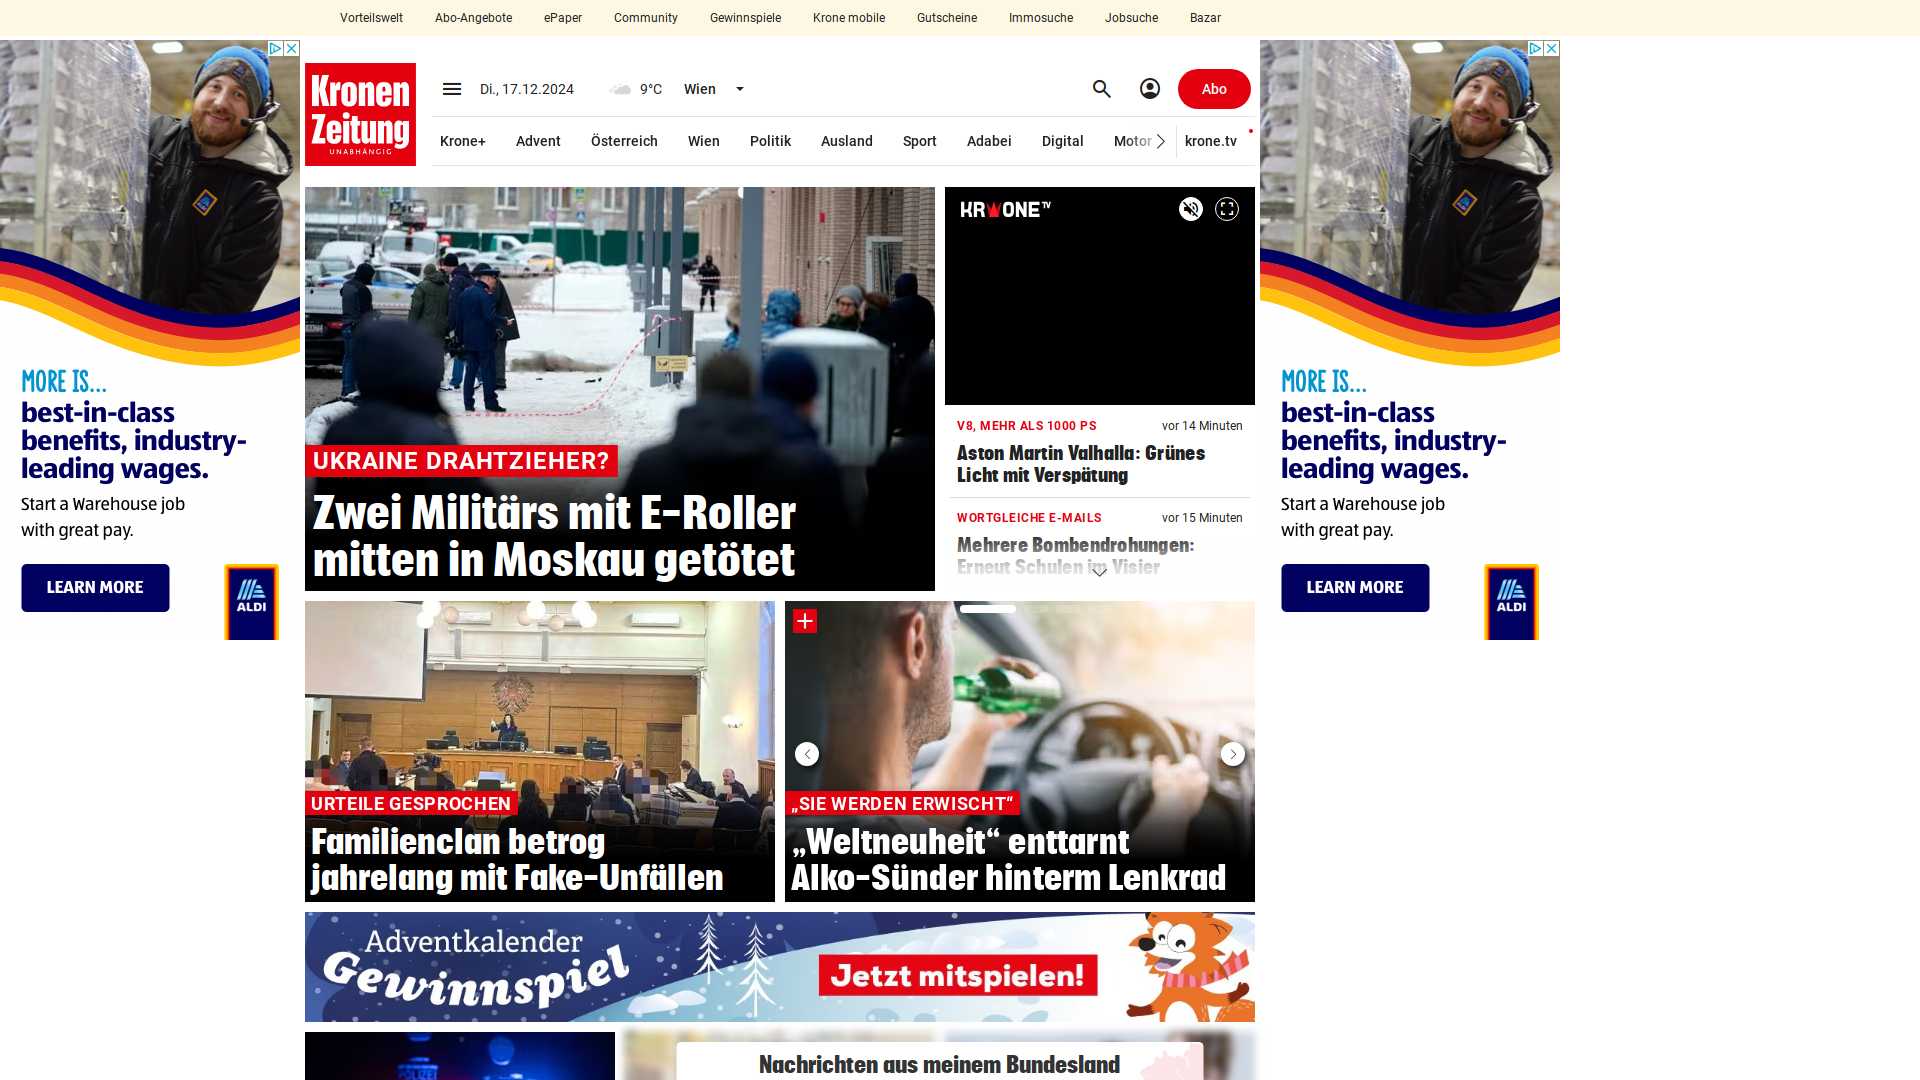 Vorteilswelt Abo-Angebote ePaper Community Gewinnspiele Krone mobile Gutscheine Immosuche Jobsuche Bazar
Kronen
Zeitung
UNABHÄNGIG
Di., 17.12.2024 9°C Wien
Abo
Krone+ Advent Österreich Wien Politik Ausland Sport Adabei Digital Motor krone.tv
UKRAINE DRAHTZIEHER?
Zwei Militärs mit E-Roller
mitten in Moskau getötet
KRONE TV
V8, MEHR ALS 1000 PS vor 14 Minuten
Aston Martin Valhalla: Grünes
Licht mit Verspätung
WORTGLEICHE E-MAILS vor 15 Minuten
Mehrere Bombendrohungen:
Erneut Schulen im Visier
URTEILE GESPROCHEN
Familienclan betrog
jahrelang mit Fake-Unfällen
„SIE WERDEN ERWISCHT“
„Weltneuheit“ enttarnt
Alko-Sünder hinterm Lenkrad
Adventkalender
Gewinnspiel
Jetzt mitspielen!
POLIZEI
Nachrichten aus meinem Bundesland
MORE IS...
best-in-class
benefits, industry-
leading wages.
Start a Warehouse job
with great pay.
LEARN MORE
ALDI
MORE IS...
best-in-class
benefits, industry-
leading wages.
Start a Warehouse job
with great pay.
LEARN MORE
ALDI